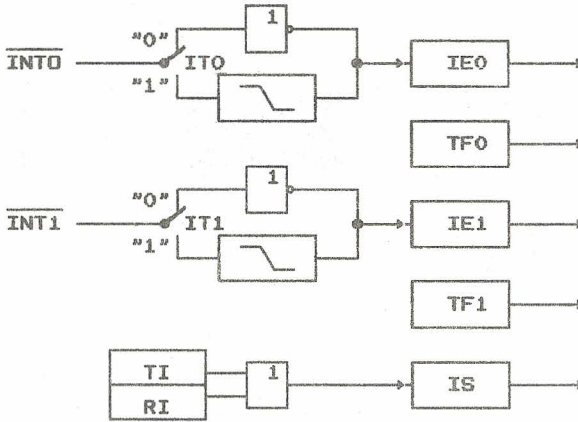 1
"0"
INT0
IT0
"1"
IE0
TF0
1
"0"
INT1
IT1
"1"
IE1
TF1
TI
RI
1
IS